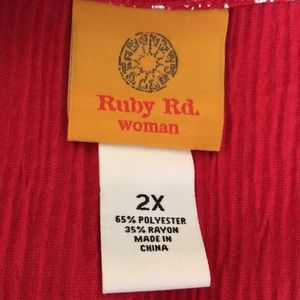 Ruby Rd.
woman
2X
65% POLYESTER
35% RAYON
MADE IN
CHINA